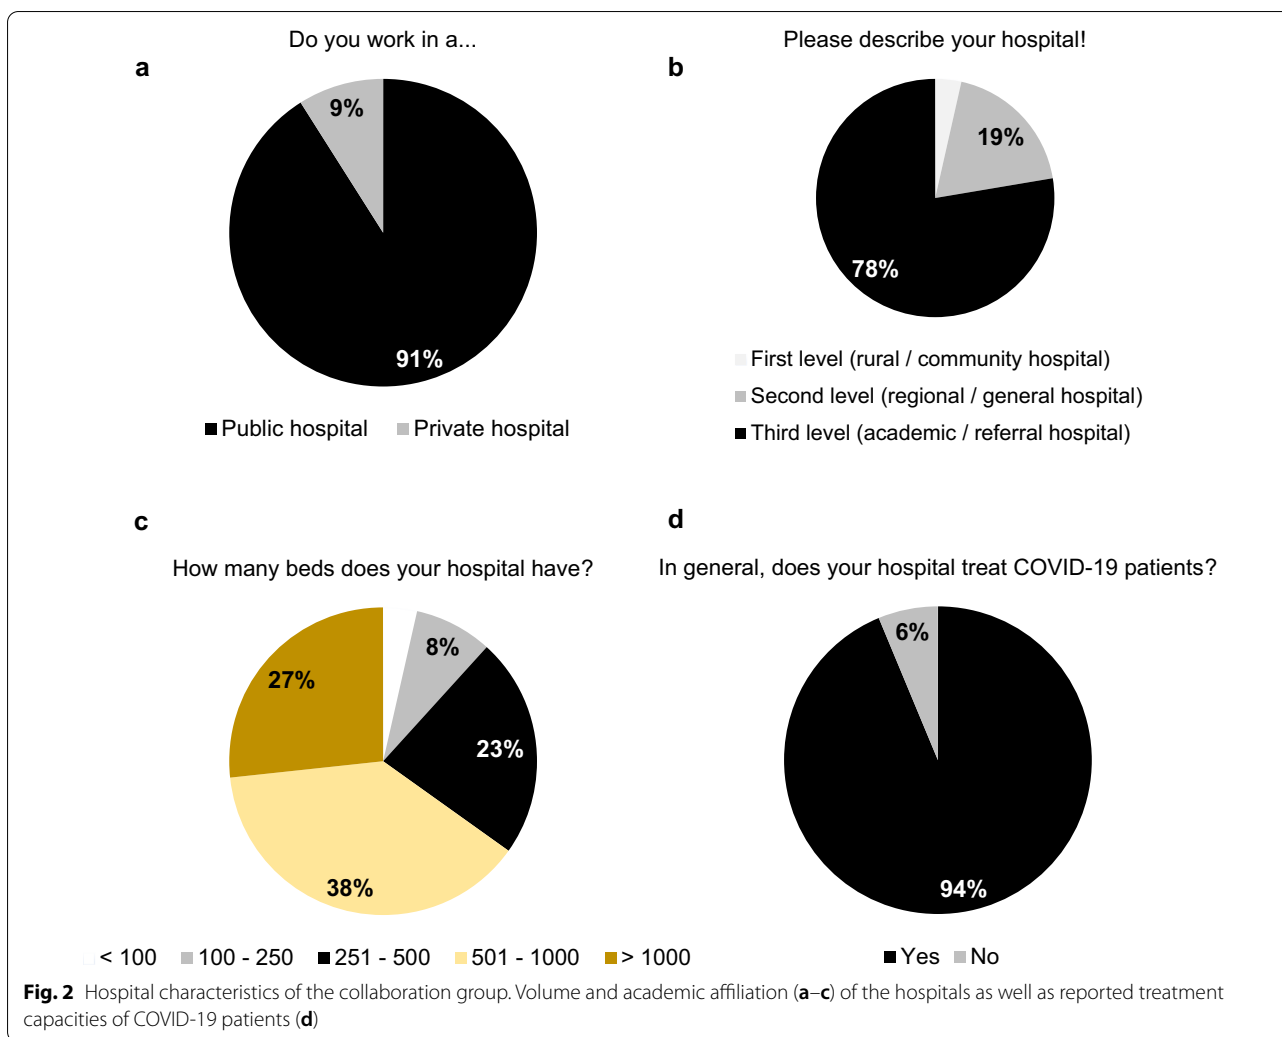 Do you work in a...
a
9%
91%
Public hospital Private hospital
Please describe your hospital!
b
19%
78%
First level (rural / community hospital)
Second level (regional / general hospital)
Third level (academic / referral hospital)
c
How many beds does your hospital have?
8%
27%
23%
38%
< 100 100 - 250 251 - 500 501 - 1000 > 1000
d
In general, does your hospital treat COVID-19 patients?
6%
94%
Yes No
Fig. 2 Hospital characteristics of the collaboration group. Volume and academic affiliation (a–c) of the hospitals as well as reported treatment
capacities of COVID-19 patients (d)